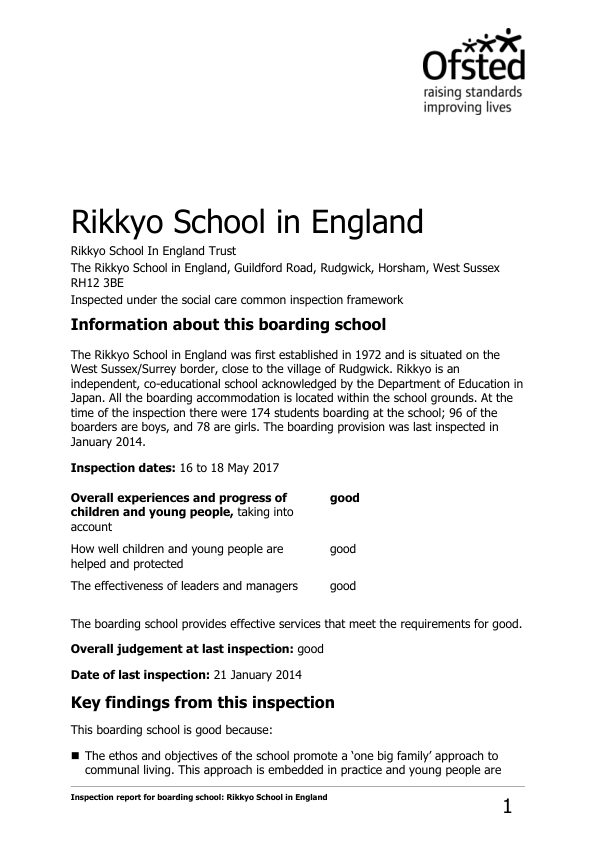 Ofsted
raising standards
improving lives
Rikkyo School in England
Rikkyo School In England Trust
The Rikkyo School in England, Guildford Road, Rudgwick, Horsham, West Sussex
RH12 3BE
Inspected under the social care common inspection framework
Information about this boarding school
The Rikkyo School in England was first established in 1972 and is situated on the
West Sussex/Surrey border, close to the village of Rudgwick. Rikkyo is an
independent, co-educational school acknowledged by the Department of Education in
Japan. All the boarding accommodation is located within the school grounds. At the
time of the inspection there were 174 students boarding at the school; 96 of the
boarders are boys, and 78 are girls. The boarding provision was last inspected in
January 2014.
Inspection dates: 16 to 18 May 2017
Overall experiences and progress of good
children and young people, taking into
account
How well children and young people are good
helped and protected
The effectiveness of leaders and managers good
The boarding school provides effective services that meet the requirements for good.
Overall judgement at last inspection: good
Date of last inspection: 21 January 2014
Key findings from this inspection
This boarding school is good because:
■ The ethos and objectives of the school promote a ‘one big family’ approach to
communal living. This approach is embedded in practice and young people are
Inspection report for boarding school: Rikkyo School in England
1